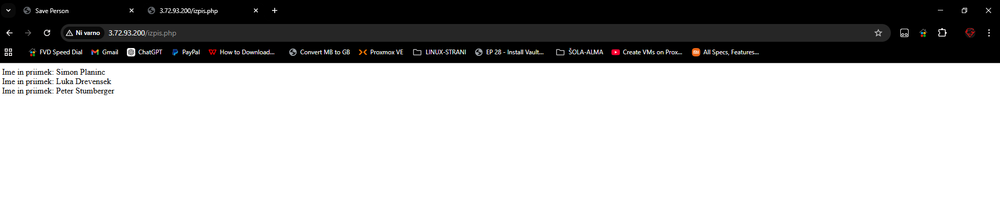 Save Person
3.72.93.200/izpis.php
Ni varno 3.72.93.200/izpis.php
FVD Speed Dial Gmail ChatGPT PayPal How to Download... Convert MB to GB Proxmox VE LINUX-STRANI EP 28 - Install Vault... ŠOLA-ALMA Create VMs on Prox... All Specs, Features...
Ime in priimek: Simon Planinc
Ime in priimek: Luka Drevensek
Ime in priimek: Peter Stumberger